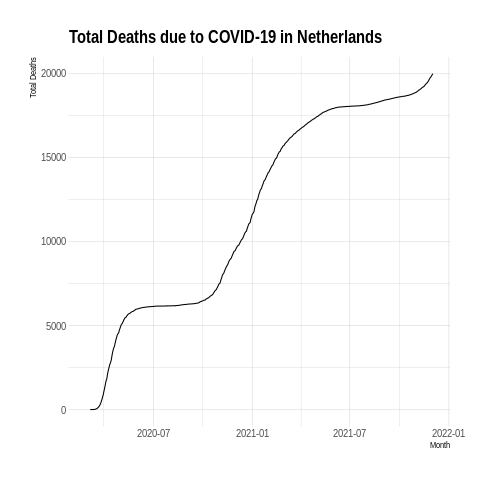 Total Deaths due to COVID-19 in Netherlands
Total Deaths
20000
15000
10000
5000
0
2020-07 2021-01 2021-07 2022-01
Month